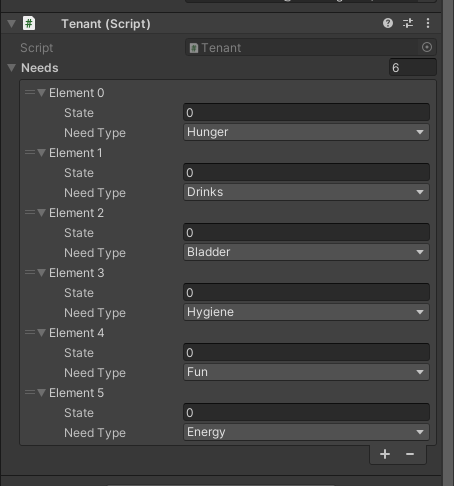 Tenant (Script)
Script Tenant
Needs 6
Element 0
State 0
Need Type Hunger
Element 1
State 0
Need Type Drinks
Element 2
State 0
Need Type Bladder
Element 3
State 0
Need Type Hygiene
Element 4
State 0
Need Type Fun
Element 5
State 0
Need Type Energy